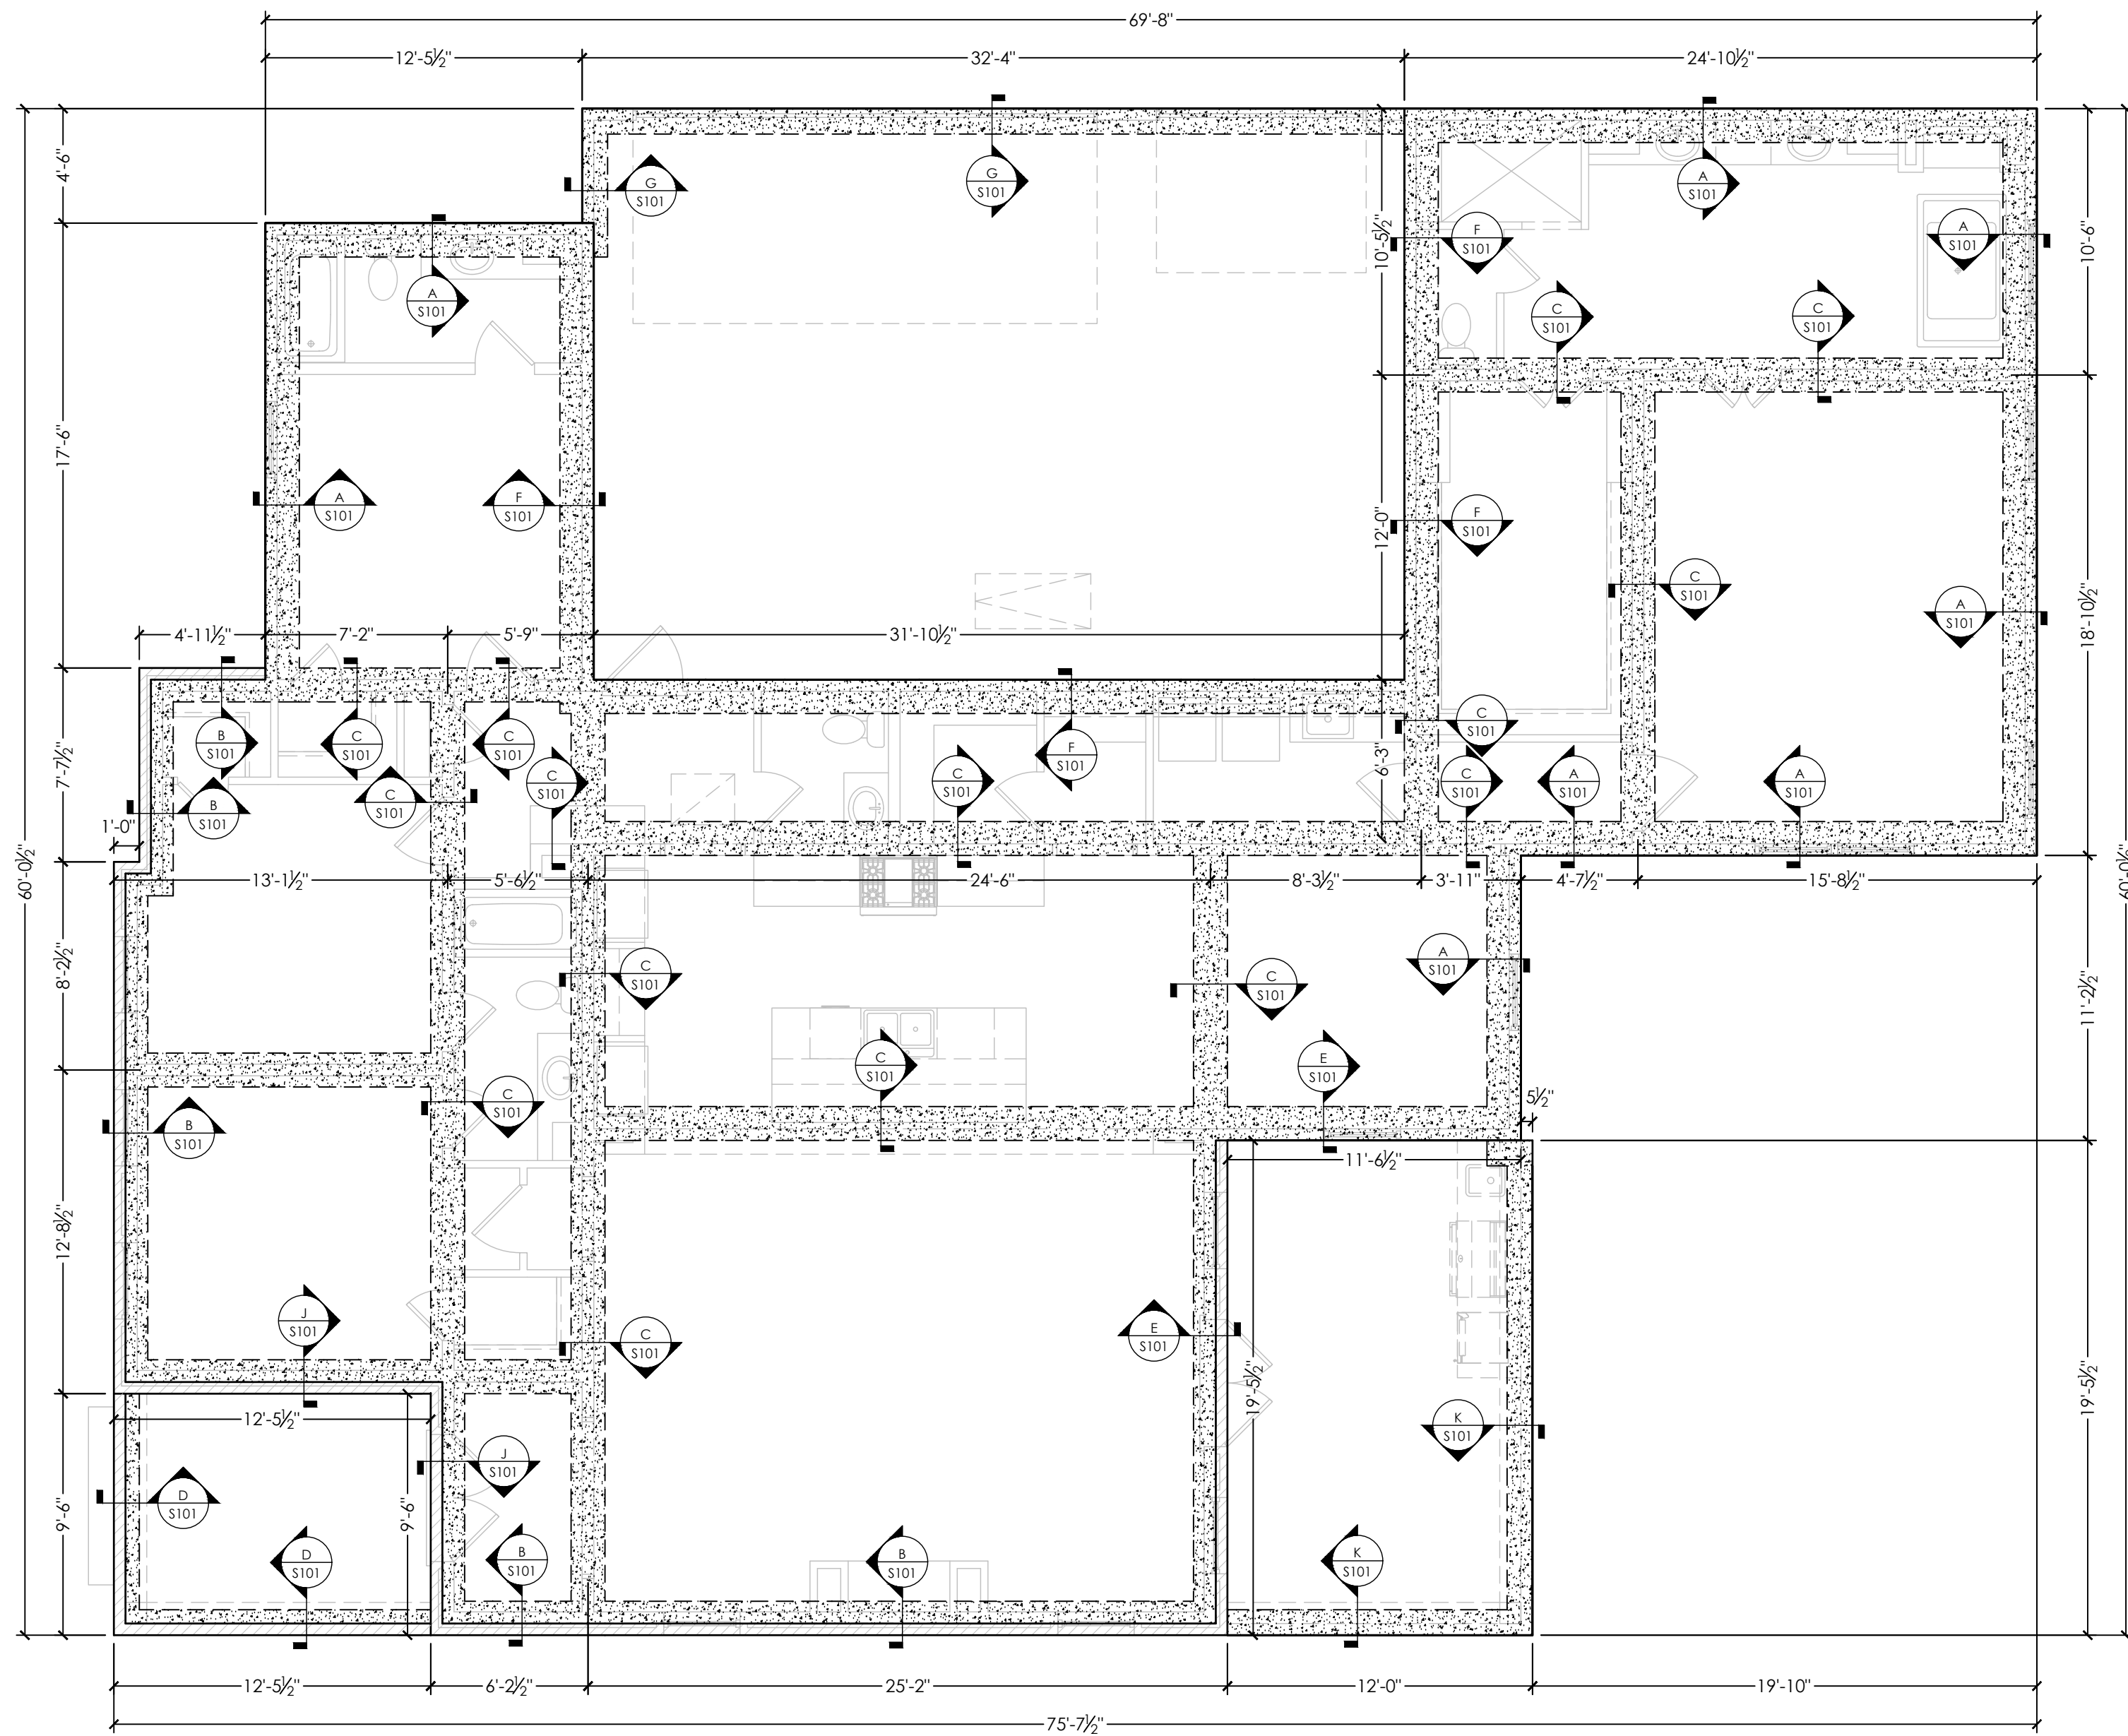 69'-8"
12'-5½"
32'-4"
24'-10½"
4'-6"
G
S101
G
S101
A
S101
10'-5½"
10'-6"
F
S101
A
S101
A
S101
C
S101
C
S101
17'-6"
A
S101
F
S101
12'-0"
F
S101
C
S101
A
S101
18'-10½"
4'-11½"
7'-2"
5'-9"
31'-10½"
B
S101
C
S101
C
S101
C
S101
F
S101
C
S101
6'-3"
7'-7½"
B
S101
C
S101
C
S101
C
S101
A
S101
A
S101
1'-0"
60'-0½"
60'-0½"
13'-1½"
5'-6½"
24'-6"
8'-3½"
3'-11"
4'-7½"
15'-8½"
8'-2½"
C
S101
C
S101
A
S101
11'-2½"
C
S101
E
S101
C
S101
5½"
B
S101
11'-6½"
12'-8½"
J
S101
C
S101
E
S101
19'-5½"
19'-5½"
12'-5½"
K
S101
J
S101
D
S101
9'-6"
9'-6"
D
S101
B
S101
B
S101
K
S101
12'-5½"
6'-2½"
25'-2"
12'-0"
19'-10"
75'-7½"